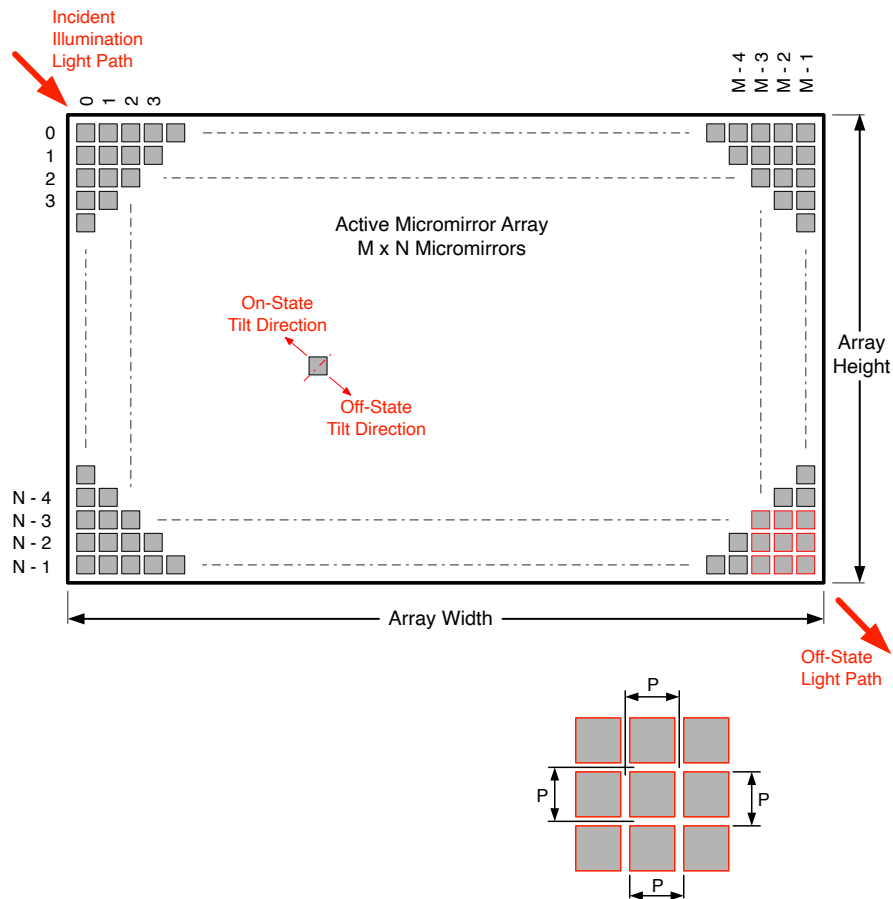 Incident
Illumination
Light Path
0
1
2
3
M - 4
M - 3
M - 2
M - 1
0
1
2
3
Active Micromirror Array
M x N Micromirrors
On-State
Tilt Direction
Off-State
Tilt Direction
Array
Height
N - 4
N - 3
N - 2
N - 1
Array Width
Off-State
Light Path
P
P
P
P